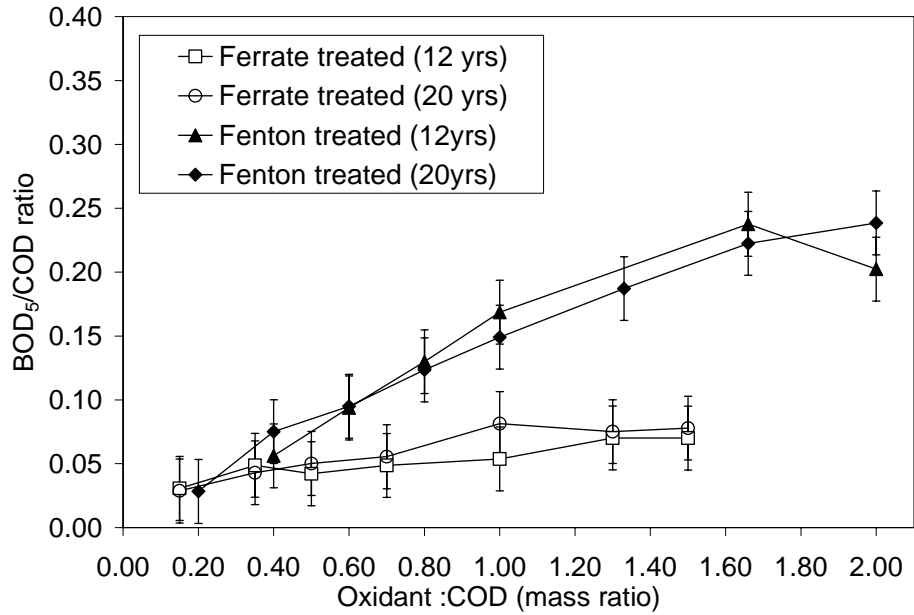 0.40
0.35
0.30
0.25
0.20
0.15
0.10
0.05
0.00
BOD₅/COD ratio
Ferrate treated (12 yrs)
Ferrate treated (20 yrs)
Fenton treated (12yrs)
Fenton treated (20yrs)
0.00 0.20 0.40 0.60 0.80 1.00 1.20 1.40 1.60 1.80 2.00
Oxidant :COD (mass ratio)